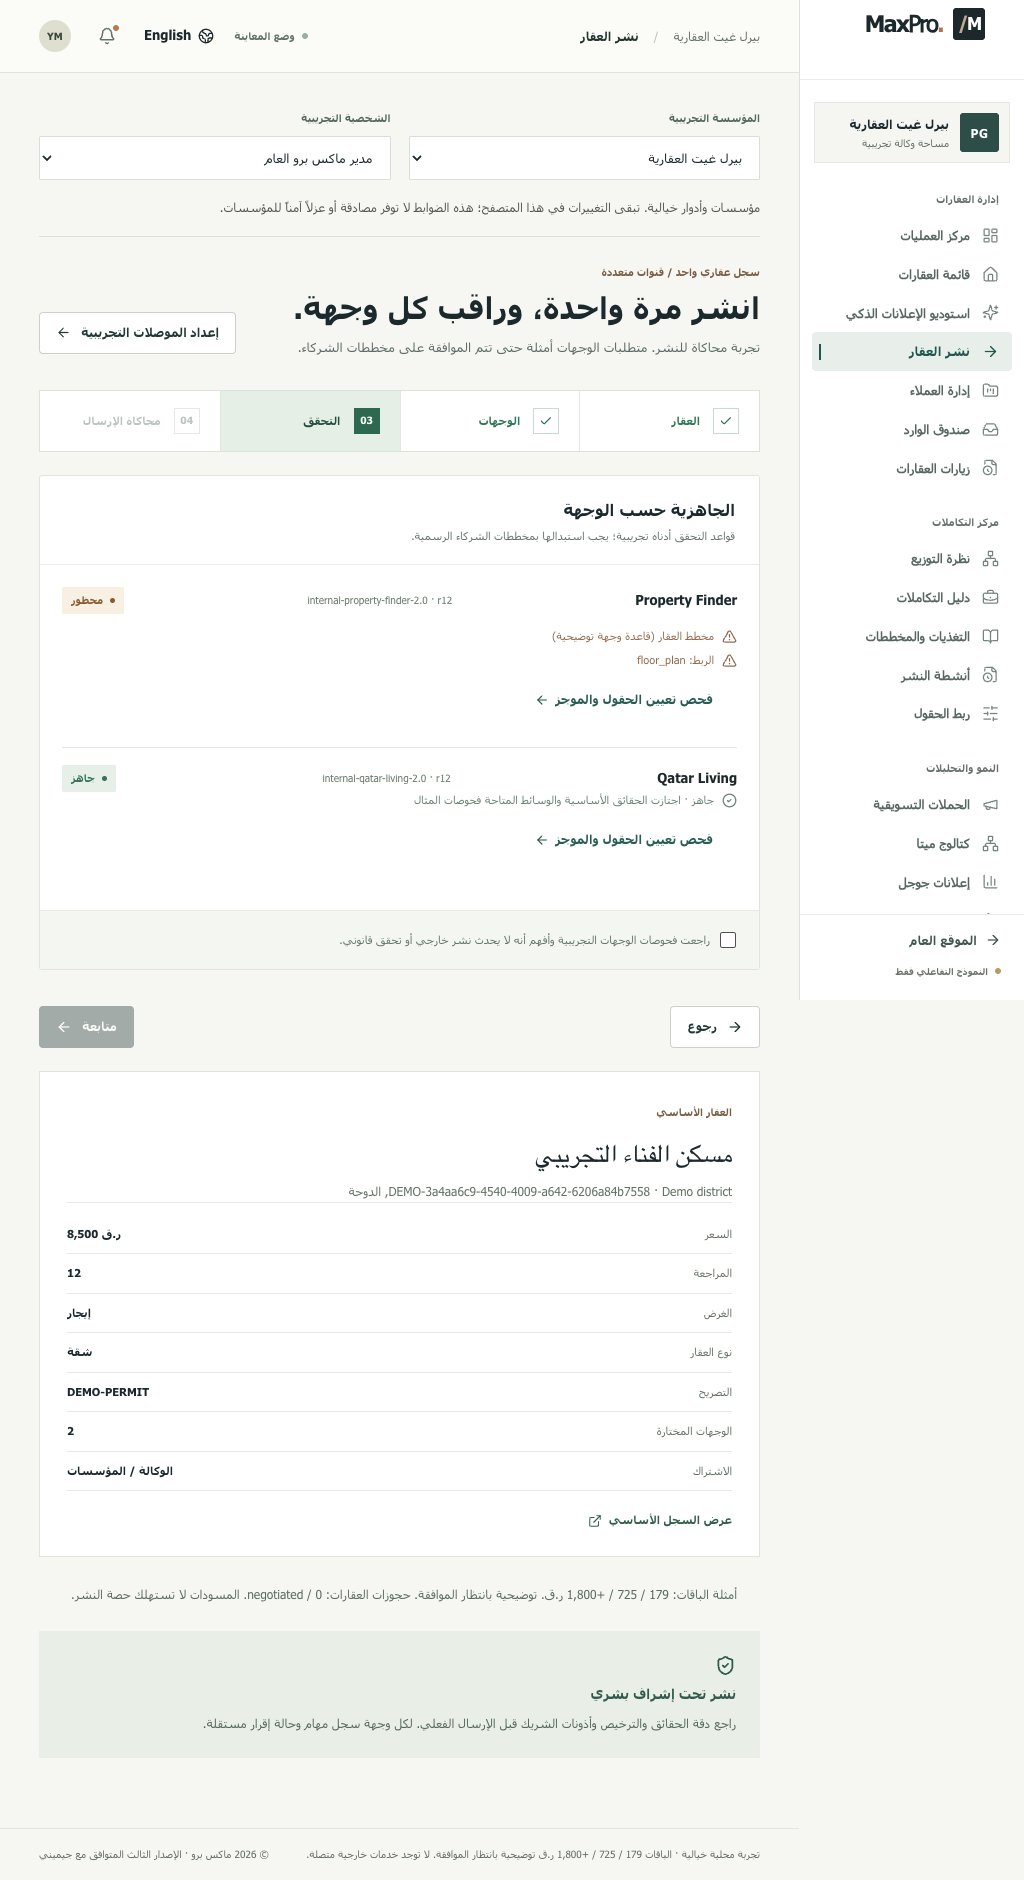 MaxPro. /M
PG
بيرل غيت العقارية
مساحة وكالة تجريبية
إدارة العقارات
مركز العمليات
قائمة العقارات
استوديو الإعلانات الذكي
نشر العقار
إدارة العملاء
صندوق الوارد
زيارات العقارات
مركز التكاملات
نظرة التوزيع
دليل التكاملات
التغذيات والمخططات
أنشطة النشر
ربط الحقول
النمو والتحليلات
الحملات التسويقية
كتالوج ميتا
إعلانات جوجل
الموقع العام
النموذج التفاعلي فقط
بيرل غيت العقارية / نشر العقار
وضع المعاينة
English
YM
المؤسسة التجريبية
بيرل غيت العقارية
الشخصية التجريبية
مدير ماكس برو العام
مؤسسات وأدوار خيالية. تبقى التغييرات في هذا المتصفح؛ هذه الضوابط لا توفر مصادقة أو عزلاً آمناً للمؤسسات.
سجل عقاري واحد / قنوات متعددة
انشر مرة واحدة، وراقب كل وجهة.
تجربة محاكاة للنشر. متطلبات الوجهات أمثلة حتى تتم الموافقة على مخططات الشركاء.
إعداد الموصلات التجريبية
العقار
الوجهات
03 التحقق
04 محاكاة الإرسال
الجاهزية حسب الوجهة
قواعد التحقق أدناه تجريبية؛ يجب استبدالها بمخططات الشركاء الرسمية.
Property Finder
internal-property-finder-2.0 · r12
محظور
مخطط العقار (قاعدة وجهة توضيحية)
الربط: floor_plan
فحص تعيين الحقول والموجز
Qatar Living
internal-qatar-living-2.0 · r12
جاهز
جاهز · اجتازت الحقائق الأساسية والوسائط المتاحة فحوصات المثال
فحص تعيين الحقول والموجز
راجعت فحوصات الوجهات التجريبية وأفهم أنه لا يحدث نشر خارجي أو تحقق قانوني.
رجوع
متابعة
العقار الأساسي
مسكن الفناء التجريبي
DEMO-3a4aa6c9-4540-4009-a642-6206a84b7558 · Demo district, الدوحة
السعر
8,500 ر.ق
المراجعة
12
الغرض
إيجار
نوع العقار
شقة
التصريح
DEMO-PERMIT
الوجهات المختارة
2
الاشتراك
الوكالة / المؤسسات
عرض السجل الأساسي
أمثلة الباقات: 179 / 725 / +1,800 ر.ق. توضيحية بانتظار الموافقة. حجوزات العقارات: 0 / negotiated. المسودات لا تستهلك حصة النشر.
نشر تحت إشراف بشري
راجع دقة الحقائق والترخيص وأذونات الشريك قبل الإرسال الفعلي. لكل وجهة سجل مهام وحالة إقرار مستقلة.
تجربة محلية خيالية · الباقات 179 / 725 / +1,800 ر.ق توضيحية بانتظار الموافقة. لا توجد خدمات خارجية متصلة.
© 2026 ماكس برو · الإصدار الثالث المتوافق مع جيميني